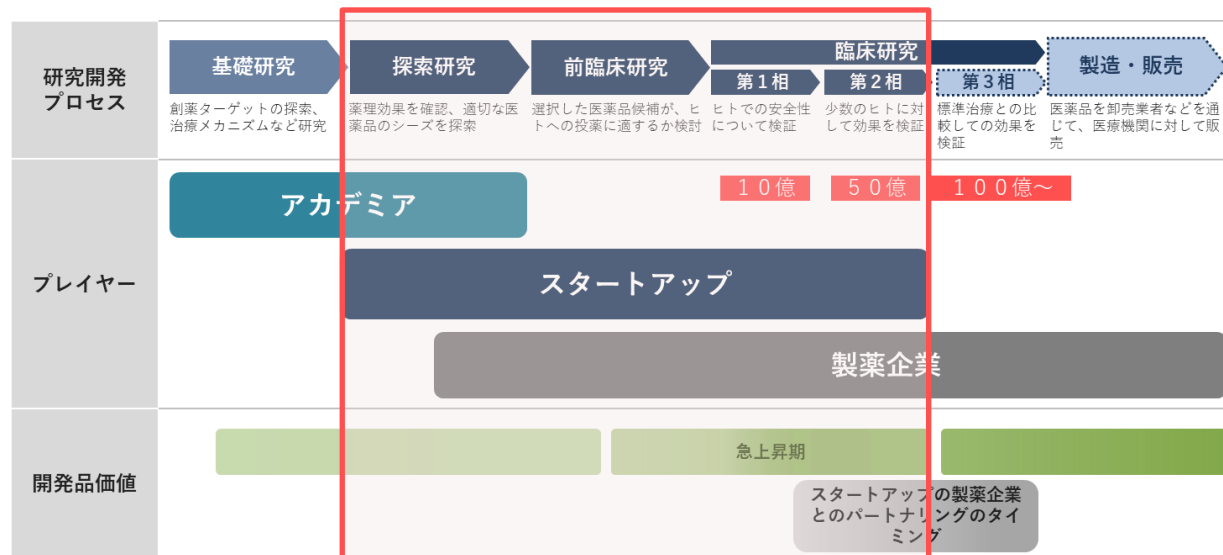 研究開発
プロセス
基礎研究
探索研究
前臨床研究
臨床研究
第1相
第2相
第3相
製造・販売
創薬ターゲットの探索、
治療メカニズムなど研究
薬理効果を確認、適切な医
薬品のシーズを探索
選択した医薬品候補が、ヒ
トへの投薬に適するか検討
ヒトでの安全性
について検証
少数のヒトに対
して効果を検証
標準治療との比
較しての効果を
検証
医薬品を卸売業者などを通
じて、医療機関に対して販
売
プレイヤー
アカデミア
10億
50億
100億～
スタートアップ
製薬企業
開発品価値
急上昇期
スタートアップの製薬企業
とのパートナリングのタイ
ミング